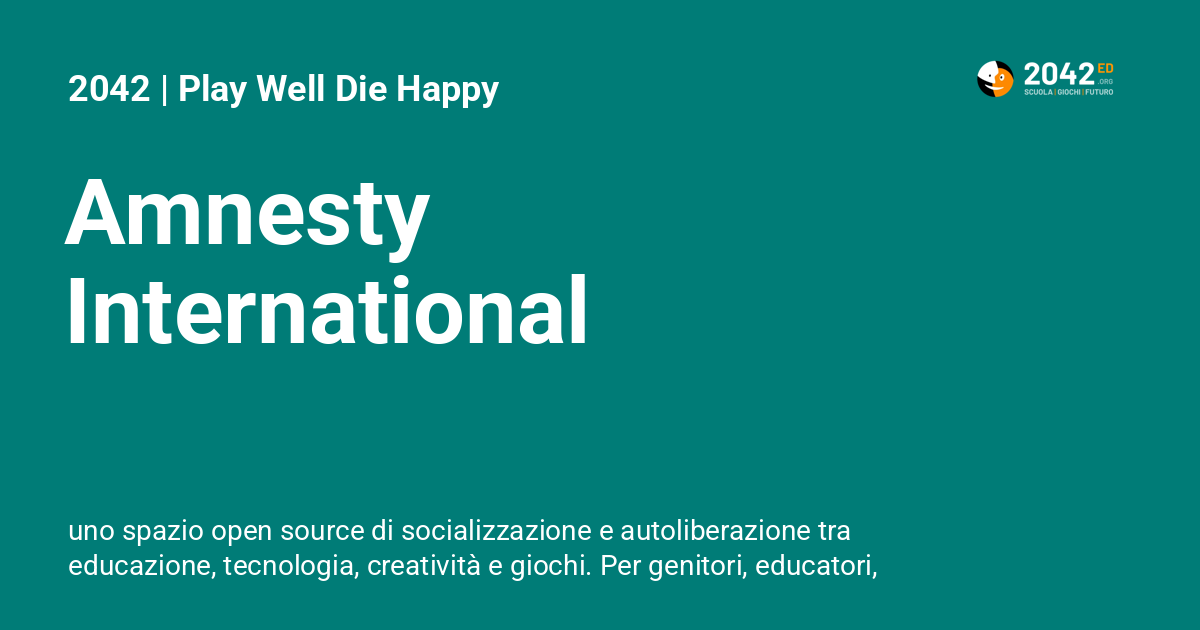 2042 | Play Well Die Happy
2042 ED
.ORG
SCUOLA | GIOCHI | FUTURO
Amnesty
International
uno spazio open source di socializzazione e autoliberazione tra
educazione, tecnologia, creatività e giochi. Per genitori, educatori,